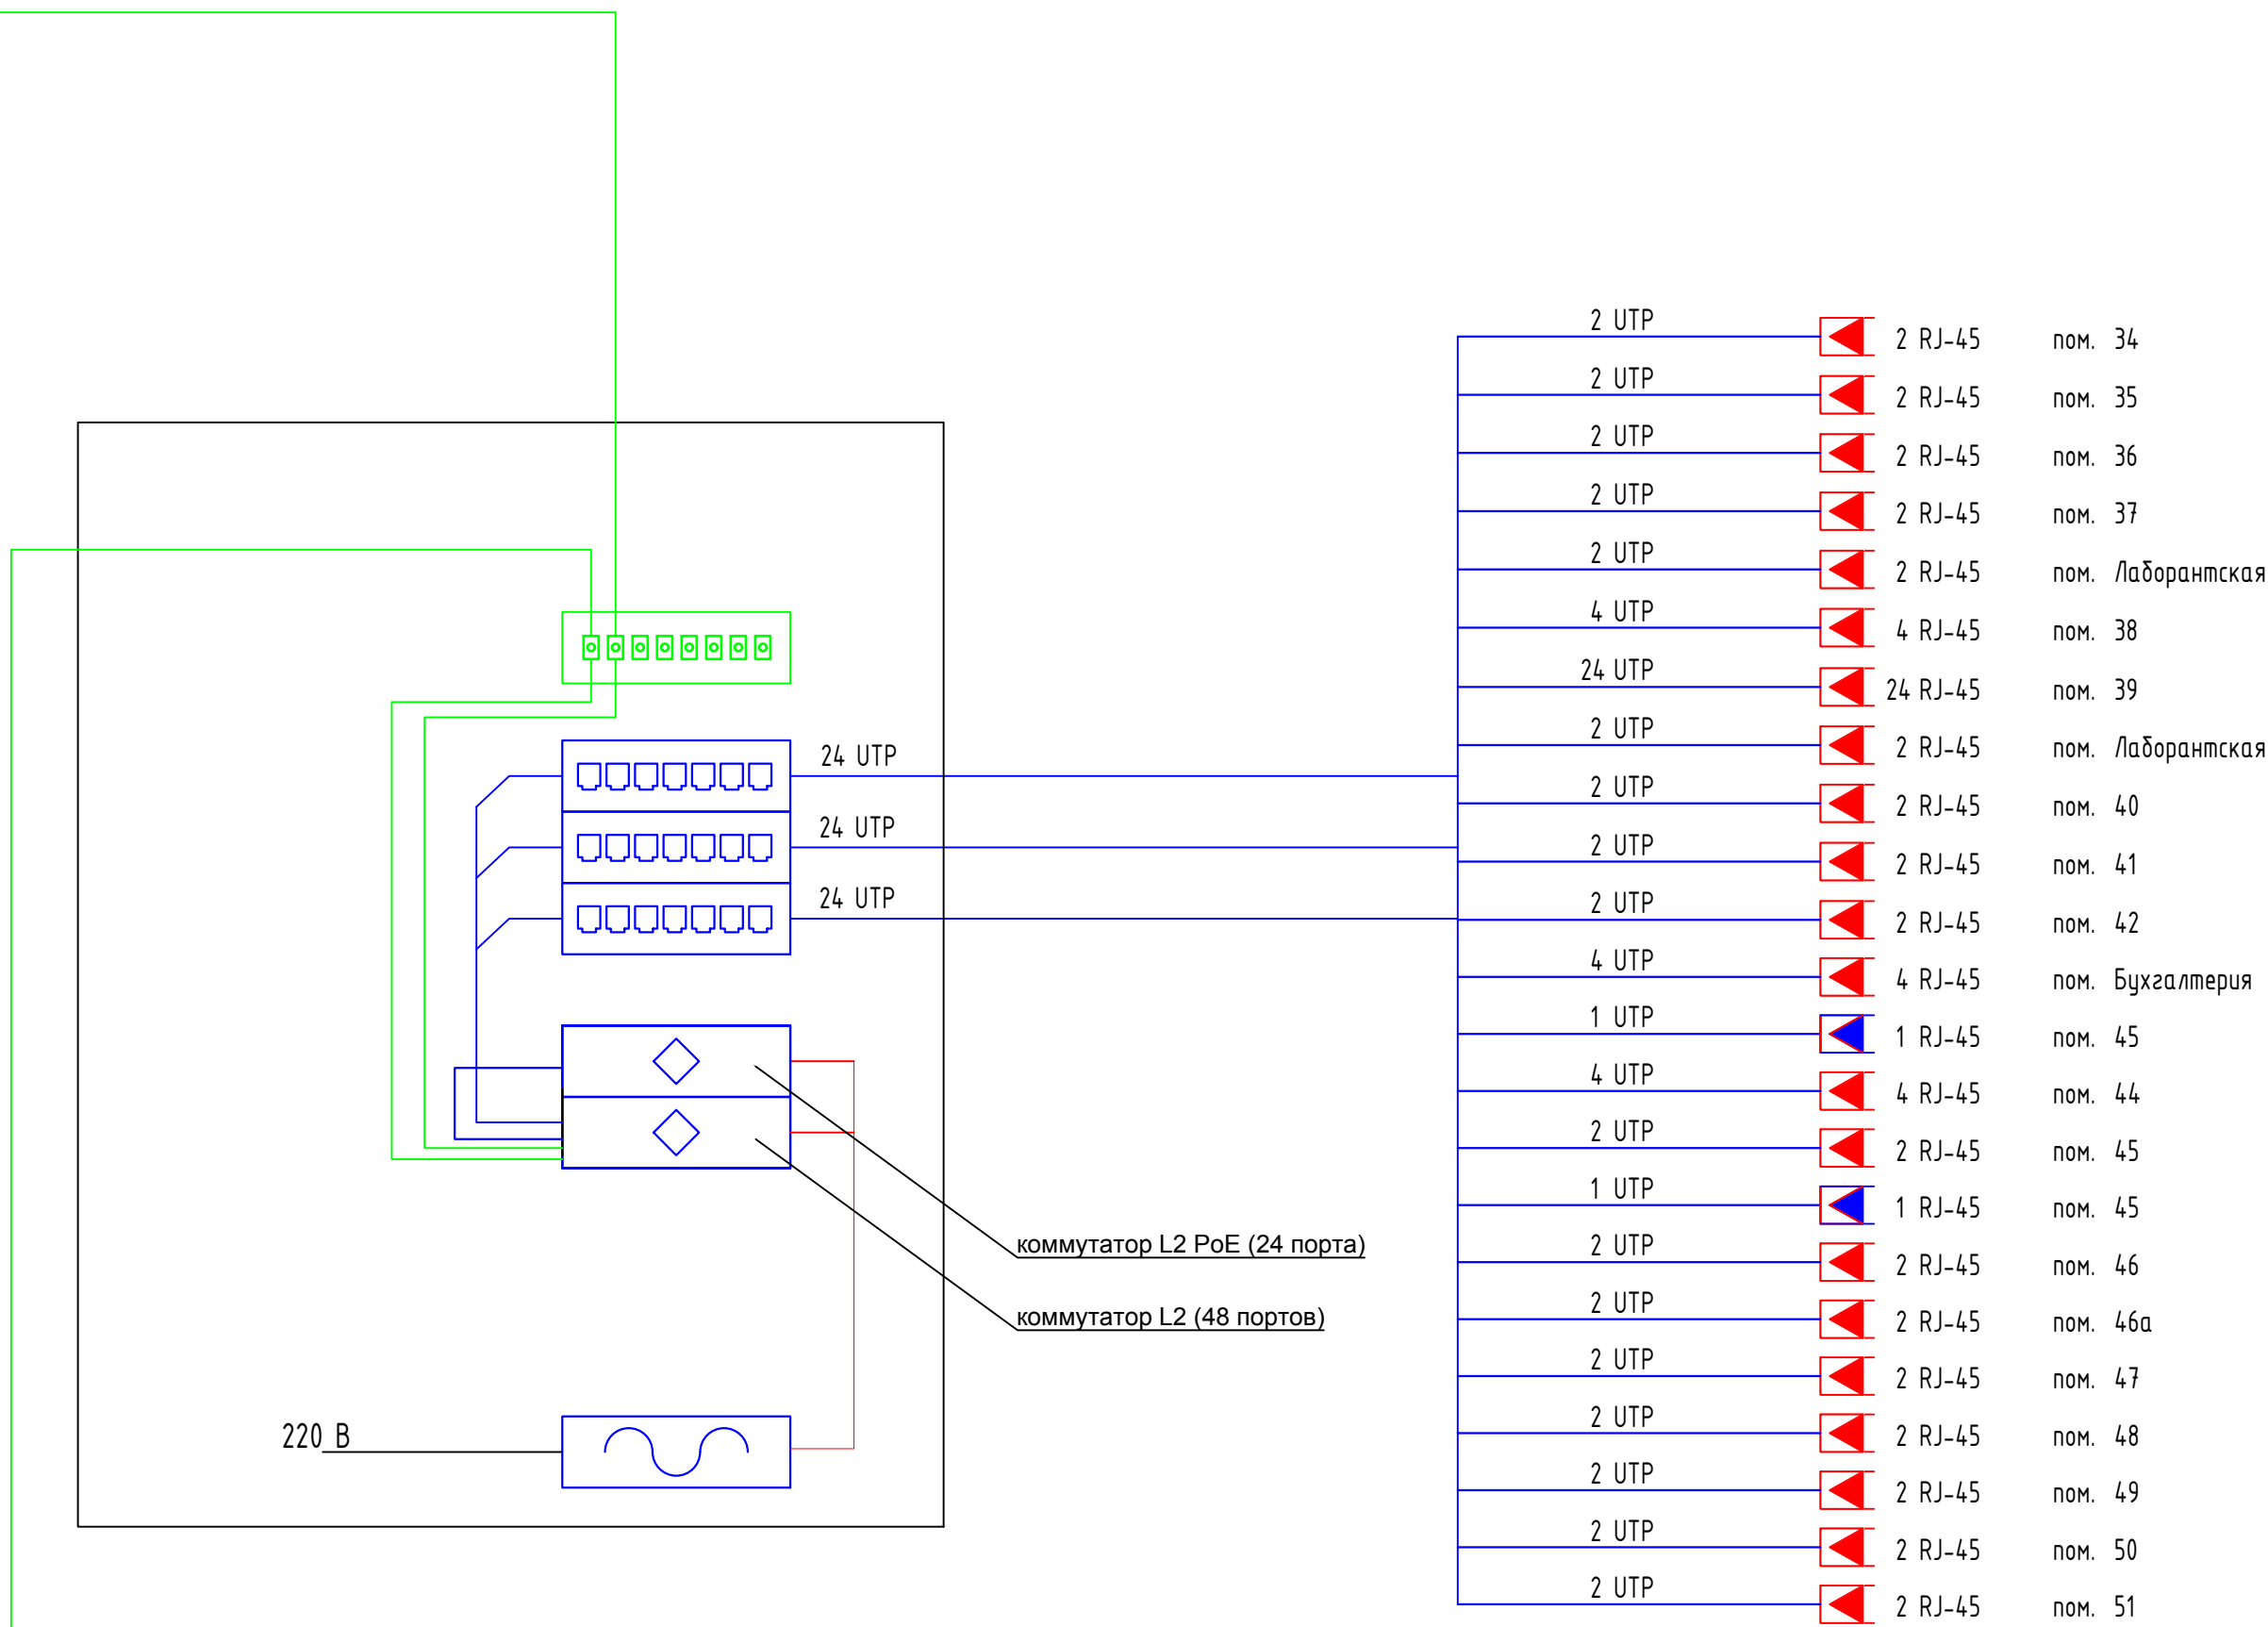 2 UTP
2 RJ-45 пом. 34
2 UTP
2 RJ-45 пом. 35
2 UTP
2 RJ-45 пом. 36
2 UTP
2 RJ-45 пом. 37
2 UTP
2 RJ-45 пом. Лаборантская
4 UTP
4 RJ-45 пом. 38
24 UTP
24 RJ-45 пом. 39
2 UTP
2 RJ-45 пом. Лаборантская
24 UTP
2 UTP
2 RJ-45 пом. 40
24 UTP
2 UTP
2 RJ-45 пом. 41
24 UTP
2 UTP
2 RJ-45 пом. 42
4 UTP
4 RJ-45 пом. Бухгалтерия
1 UTP
1 RJ-45 пом. 45
4 UTP
4 RJ-45 пом. 44
2 UTP
2 RJ-45 пом. 45
1 UTP
1 RJ-45 пом. 45
коммутатор L2 PoE (24 порта)
2 UTP
2 RJ-45 пом. 46
коммутатор L2 (48 портов)
2 UTP
2 RJ-45 пом. 46а
2 UTP
2 RJ-45 пом. 47
220 В
2 UTP
2 RJ-45 пом. 48
2 UTP
2 RJ-45 пом. 49
2 UTP
2 RJ-45 пом. 50
2 UTP
2 RJ-45 пом. 51